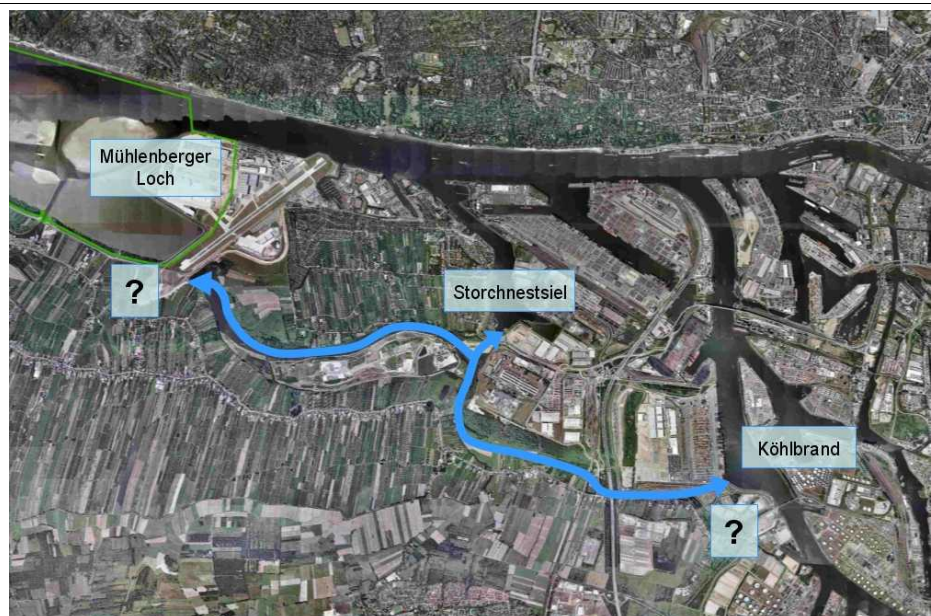 Mühlenberger
Loch
?
Storchnestsiel
Köhlbrand
?